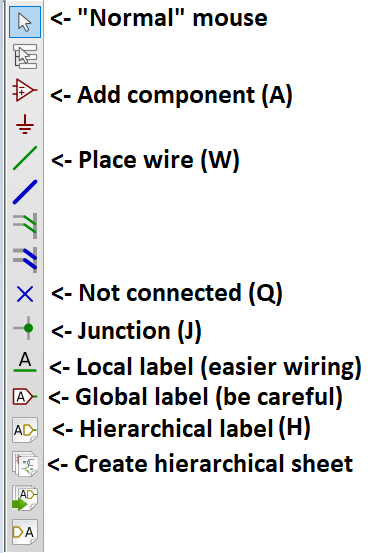 <- "Normal" mouse
<- Add component (A)
<- Place wire (W)
<- Not connected (Q)
<- Junction (J)
A
<- Local label (easier wiring)
A
<- Global label (be careful)
A
<- Hierarchical label (H)
<- Create hierarchical sheet
A
A